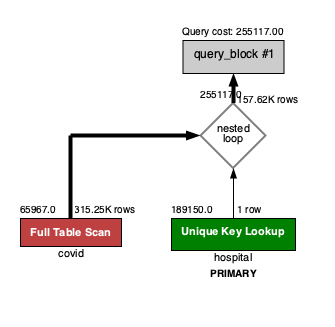 Query cost: 255117.00
query_block #1
255117.0
157.62K rows
nested
loop
65967.0
315.25K rows
189150.0
1 row
Full Table Scan
Unique Key Lookup
covid
hospital
PRIMARY